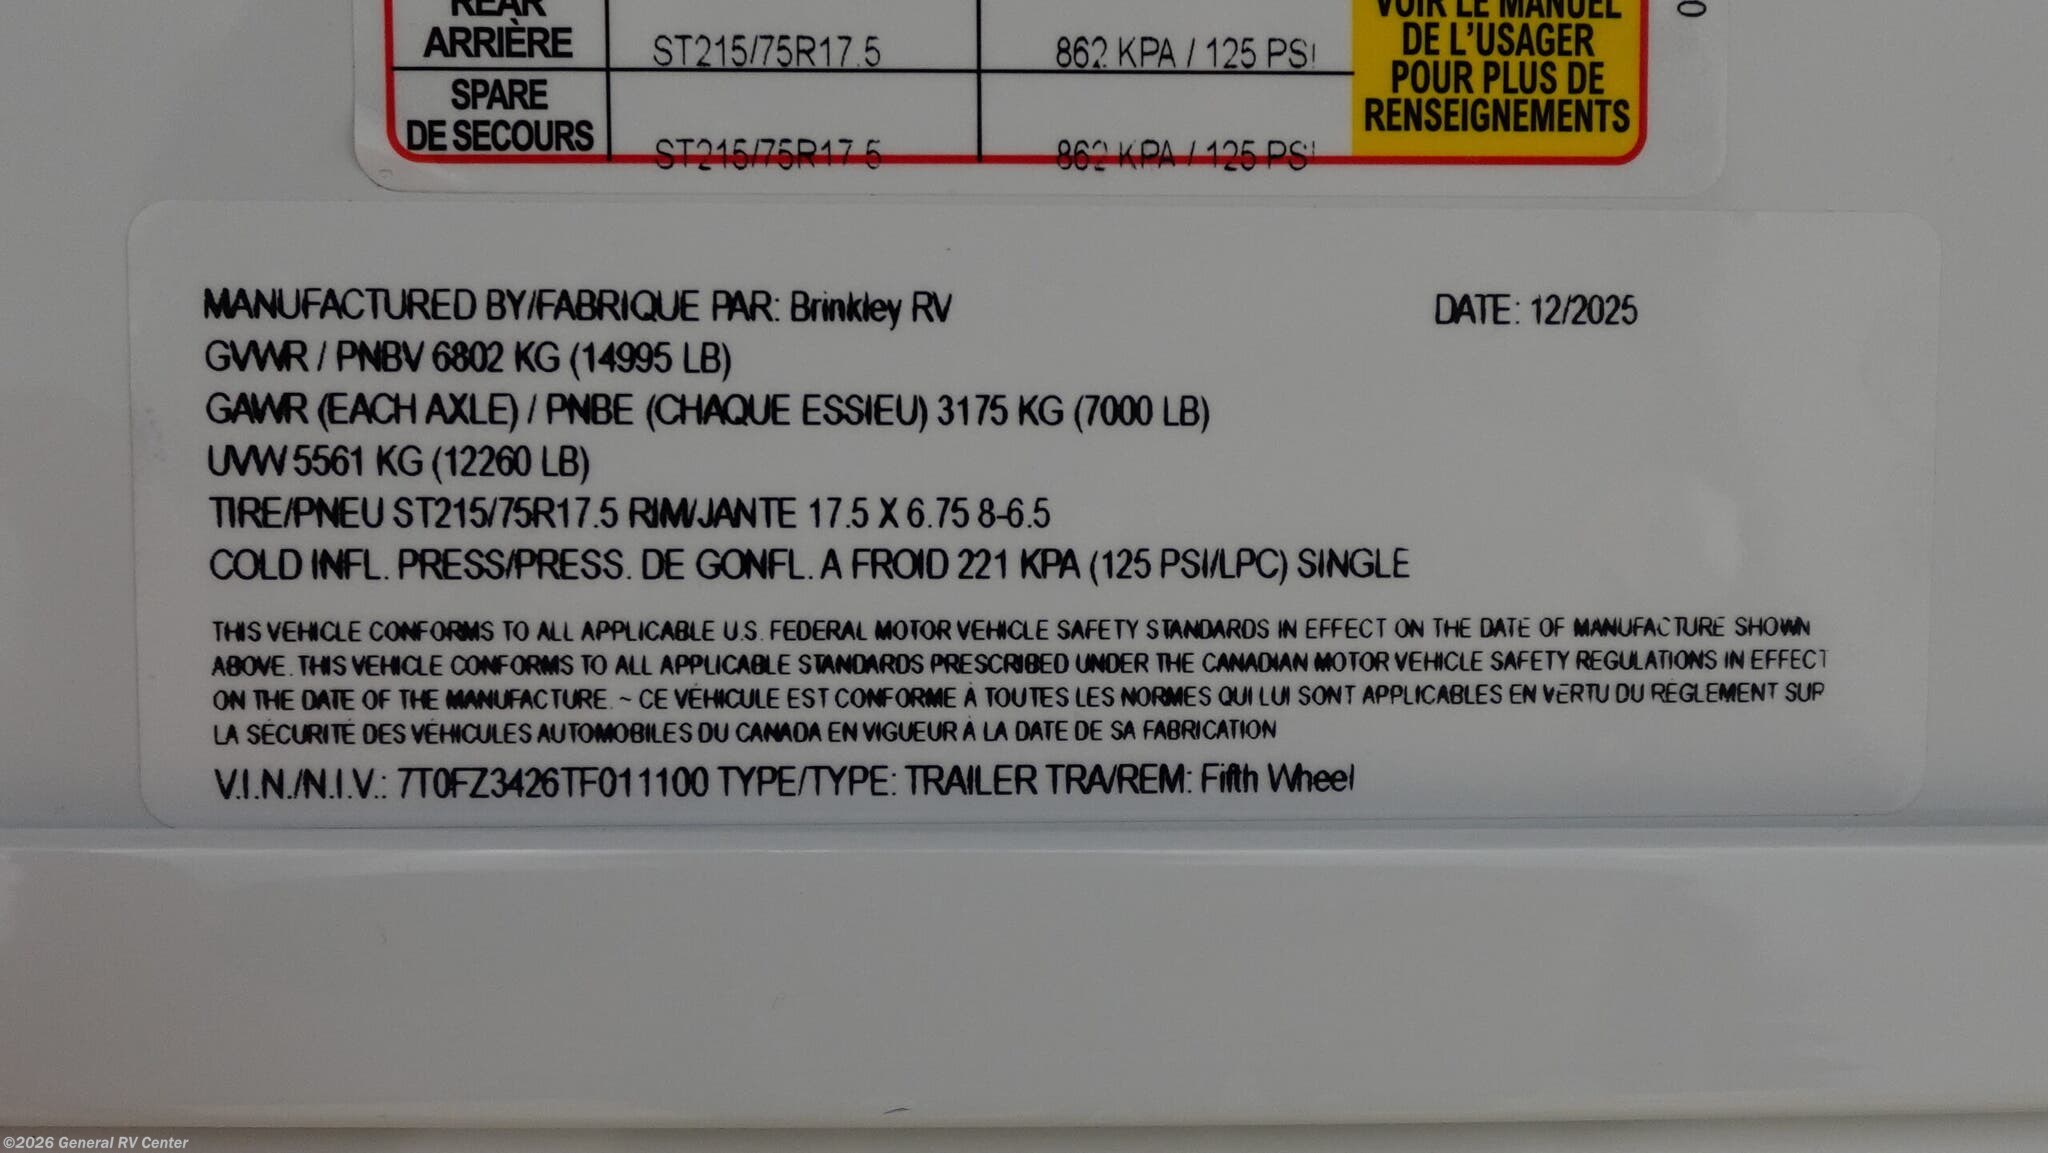 REAR
ARRIÈRE ST215/75R17.5 862 KPA / 125 PSI
SPARE
DE SECOURS ST215/75R17.5 862 KPA / 125 PSI
VOIR LE MANUEL
DE L'USAGER
POUR PLUS DE
RENSEIGNEMENTS
MANUFACTURED BY/FABRIQUE PAR: Brinkley RV DATE: 12/2025
GVWR / PNBV 6802 KG (14995 LB)
GAWR (EACH AXLE) / PNBE (CHAQUE ESSIEU) 3175 KG (7000 LB)
UVW 5561 KG (12260 LB)
TIRE/PNEU ST215/75R17.5 RIM/JANTE 17.5 X 6.75 8-6.5
COLD INFL. PRESS/PRESS. DE GONFL. A FROID 221 KPA (125 PSI/LPC) SINGLE
THIS VEHICLE CONFORMS TO ALL APPLICABLE U.S. FEDERAL MOTOR VEHICLE SAFETY STANDARDS IN EFFECT ON THE DATE OF MANUFACTURE SHOWN
ABOVE. THIS VEHICLE CONFORMS TO ALL APPLICABLE STANDARDS PRESCRIBED UNDER THE CANADIAN MOTOR VEHICLE SAFETY REGULATIONS IN EFFECT
ON THE DATE OF THE MANUFACTURE. ~ CE VÉHICULE EST CONFORME À TOUTES LES NORMES QUI LUI SONT APPLICABLES EN VERTU DU RÉGLEMENT SUR
LA SÉCURITÉ DES VÉHICULES AUTOMOBILES DU CANADA EN VIGUEUR À LA DATE DE SA FABRICATION
V.I.N./N.I.V.: 7T0FZ3426TF011100 TYPE/TYPE: TRAILER TRA/REM: Fifth Wheel
©2026 General RV Center